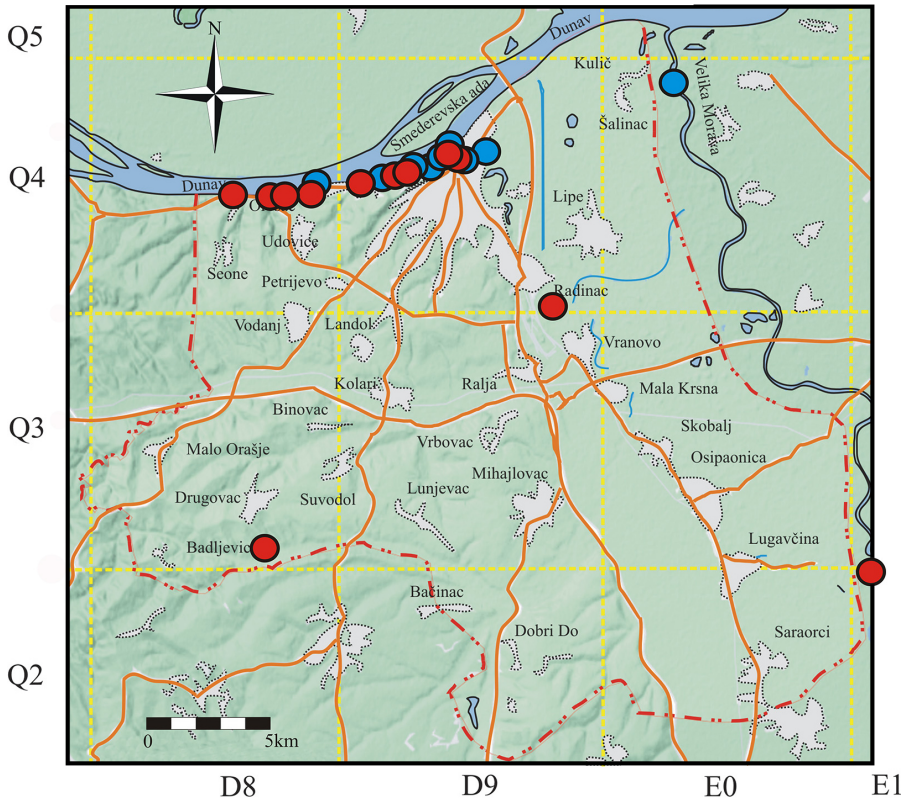 Q5
Dunav
N
Kulič
Velika Morava
Smederevska ada
Šalinac
Q4
Dunav
Lipe
Udovice
Seone
Petrijevo
Radinac
Vodanj
Landol
Vranovo
Kolari
Ralja
Mala Krsna
Binovac
Q3
Skobalj
Vrbovac
Malo Orašje
Osipaonica
Mihajlovac
Drugovac
Suvodol
Lunjevac
Lugavčina
Badljevic
Bačinac
Dobri Do
Saraorci
Q2
0 5km
D8 D9 E0 E1